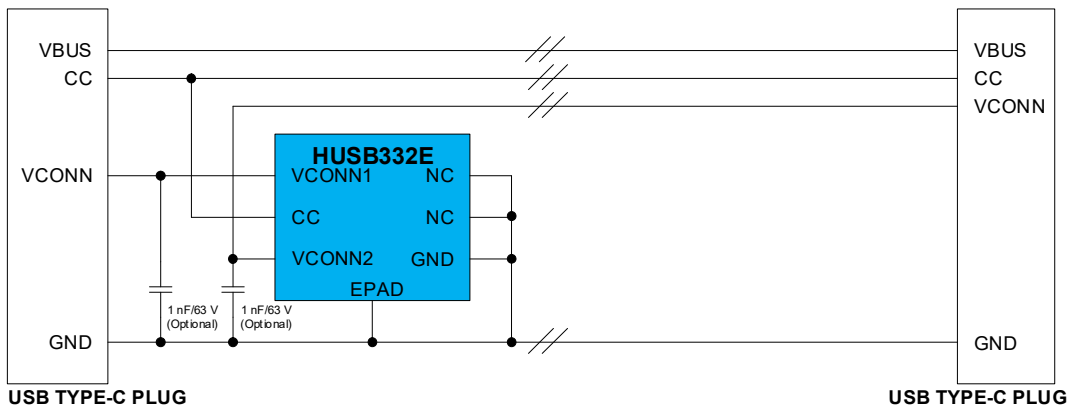 VBUS
CC
VCONN
GND
USB TYPE-C PLUG
HUSB332E
VCONN1 NC
CC NC
VCONN2 GND
EPAD
1 nF/63 V
(Optional)
1 nF/63 V
(Optional)
VBUS
CC
VCONN
GND
USB TYPE-C PLUG